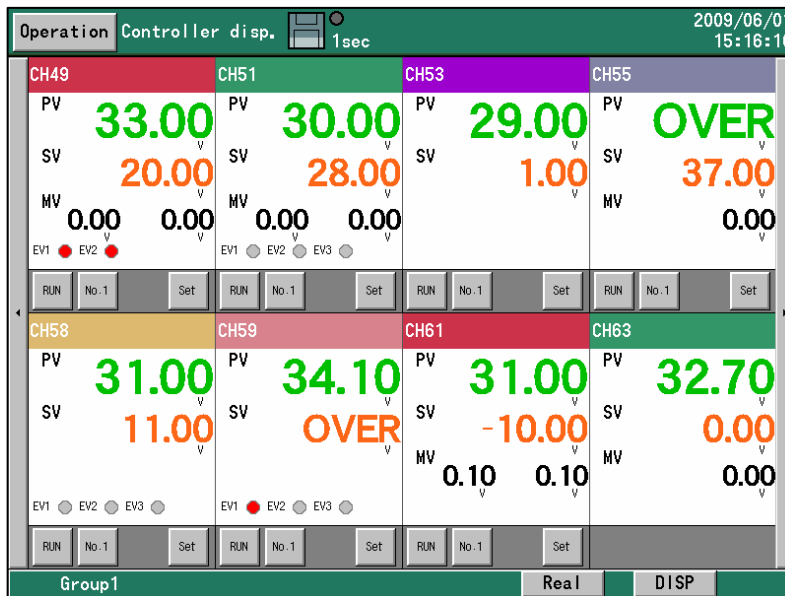 Operation Controller disp. 1sec 2009/06/01
15:16:16
CH49 CH51 CH53 CH55
PV 33.00 V PV 30.00 V PV 29.00 V PV OVER V
SV 20.00 V SV 28.00 V SV 1.00 V SV 37.00 V
MV 0.00 V 0.00 V MV 0.00 V 0.00 V MV 0.00 V
EV1 EV2 EV1 EV2 EV3
RUN No.1 Set RUN No.1 Set RUN No.1 Set RUN No.1 Set
CH58 CH59 CH61 CH63
PV 31.00 V PV 34.10 V PV 31.00 V PV 32.70 V
SV 11.00 V SV OVER V SV -10.00 V SV 0.00 V
MV 0.10 V 0.10 V MV 0.00 V
EV1 EV2 EV3 EV1 EV2 EV3
RUN No.1 Set RUN No.1 Set RUN No.1 Set
Group1 Real DISP